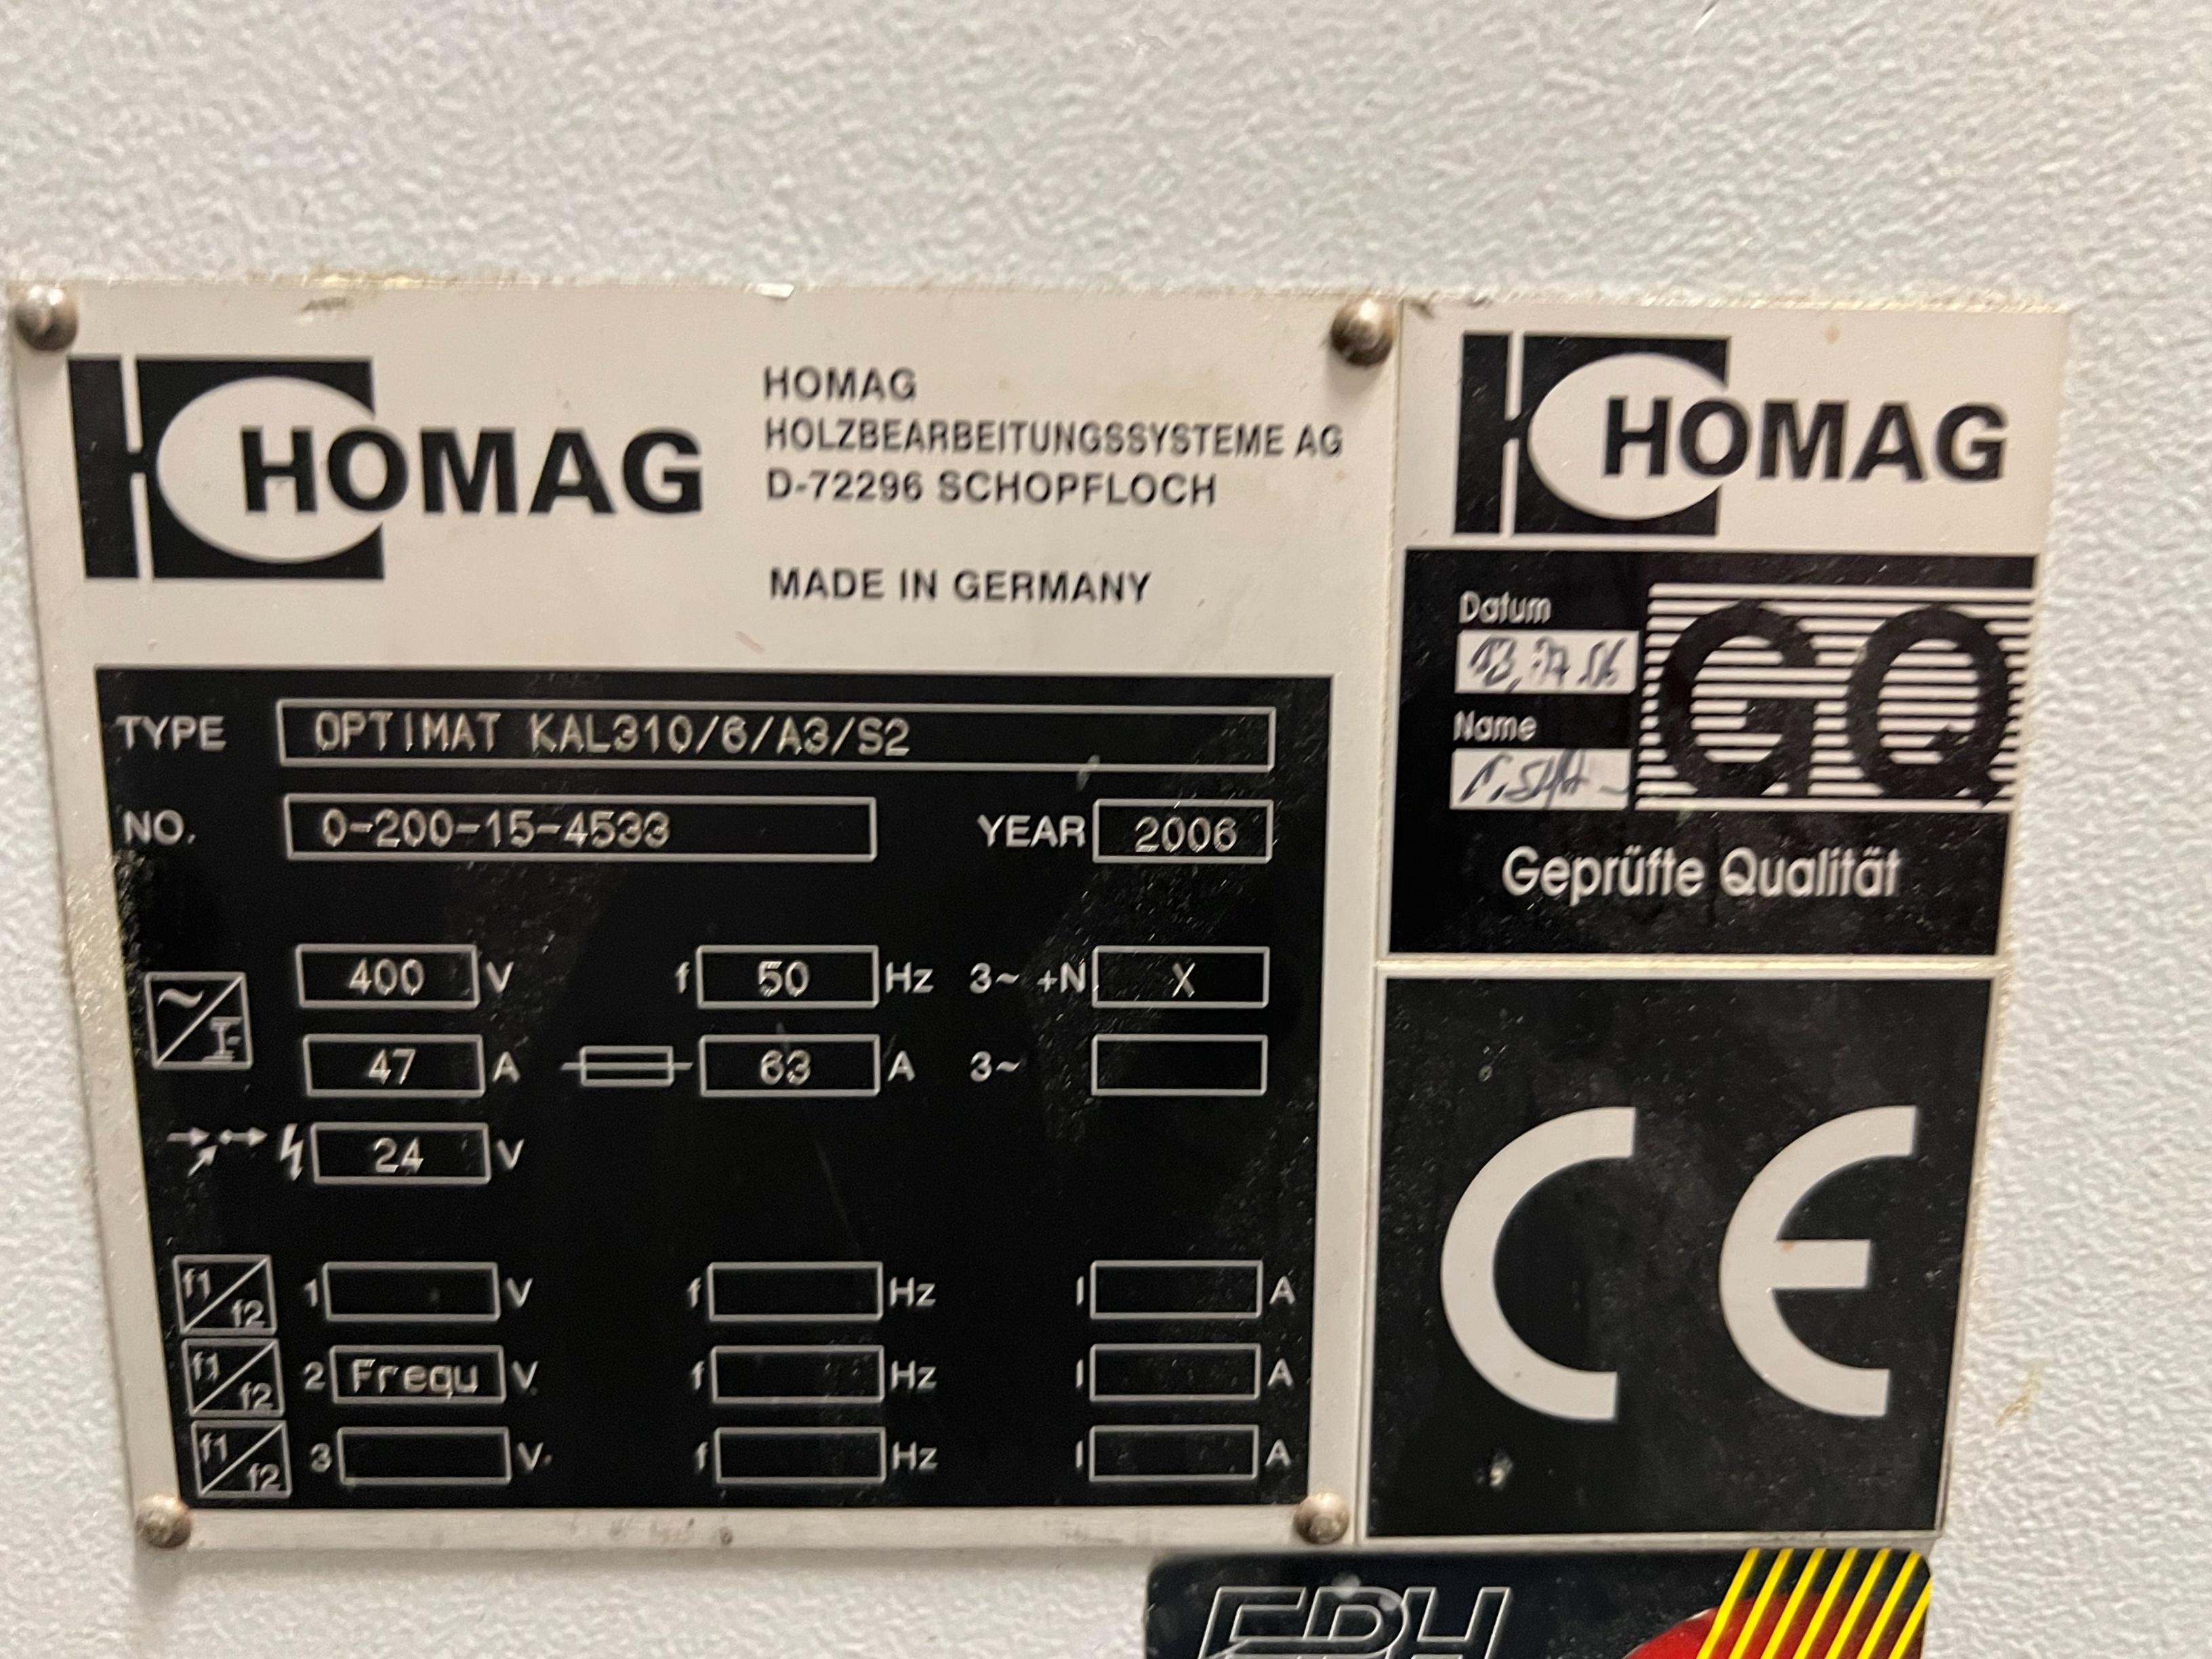 HOMAG
HOMAG
HOLZBEARBEITUNGSSYSTEME AG
D-72296 SCHOPFLOCH
MADE IN GERMANY
TYPE OPTIMAT KAL310/6/A3/S2
NO. 0-200-15-4533 YEAR 2006
400 V f 50 Hz 3~ +N X
47 A 63 A 3~
24 V
f1/f2 1 V f Hz I A
f1/f2 2 Frequ V f Hz I A
f1/f2 3 V f Hz I A
HOMAG
Datum
Name
GQ
Geprüfte Qualität
CE